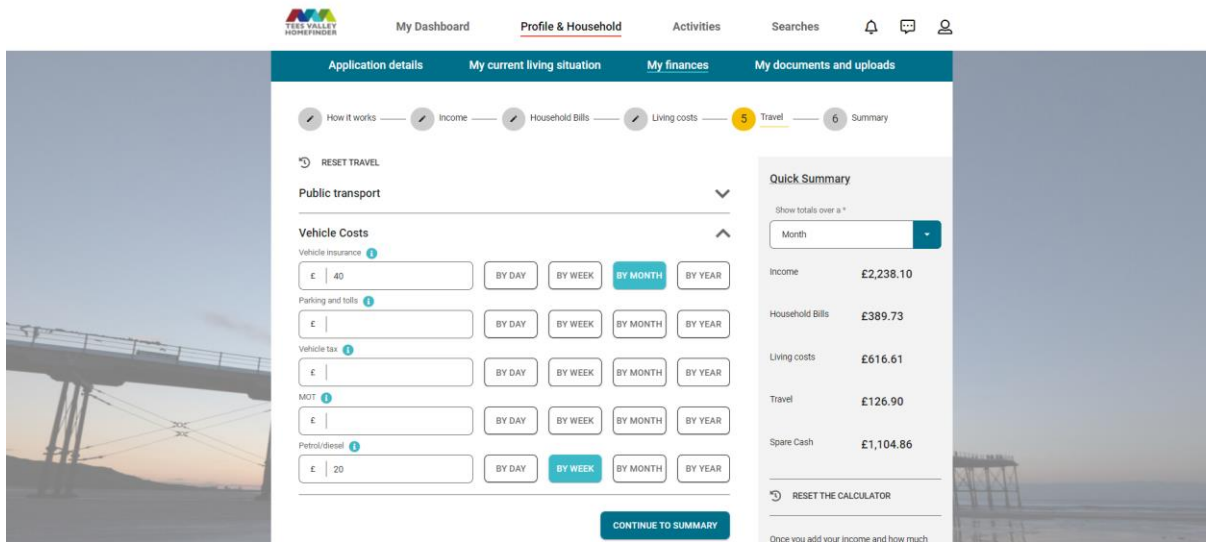 TEES VALLEY
HOMEFINDER
My Dashboard
Profile & Household
Activities
Searches
Application details
My current living situation
My finances
My documents and uploads
How it works
Income
Household Bills
Living costs
5 Travel
6 Summary
RESET TRAVEL
Public transport
Vehicle Costs
Vehicle insurance
£ 40 BY DAY BY WEEK BY MONTH BY YEAR
Parking and tolls
£ BY DAY BY WEEK BY MONTH BY YEAR
Vehicle tax
£ BY DAY BY WEEK BY MONTH BY YEAR
MOT
£ BY DAY BY WEEK BY MONTH BY YEAR
Petrol/diesel
£ 20 BY DAY BY WEEK BY MONTH BY YEAR
CONTINUE TO SUMMARY
Quick Summary
Show totals over a *
Month
Income £2,238.10
Household Bills £389.73
Living costs £616.61
Travel £126.90
Spare Cash £1,104.86
RESET THE CALCULATOR
Once you add your income and how much